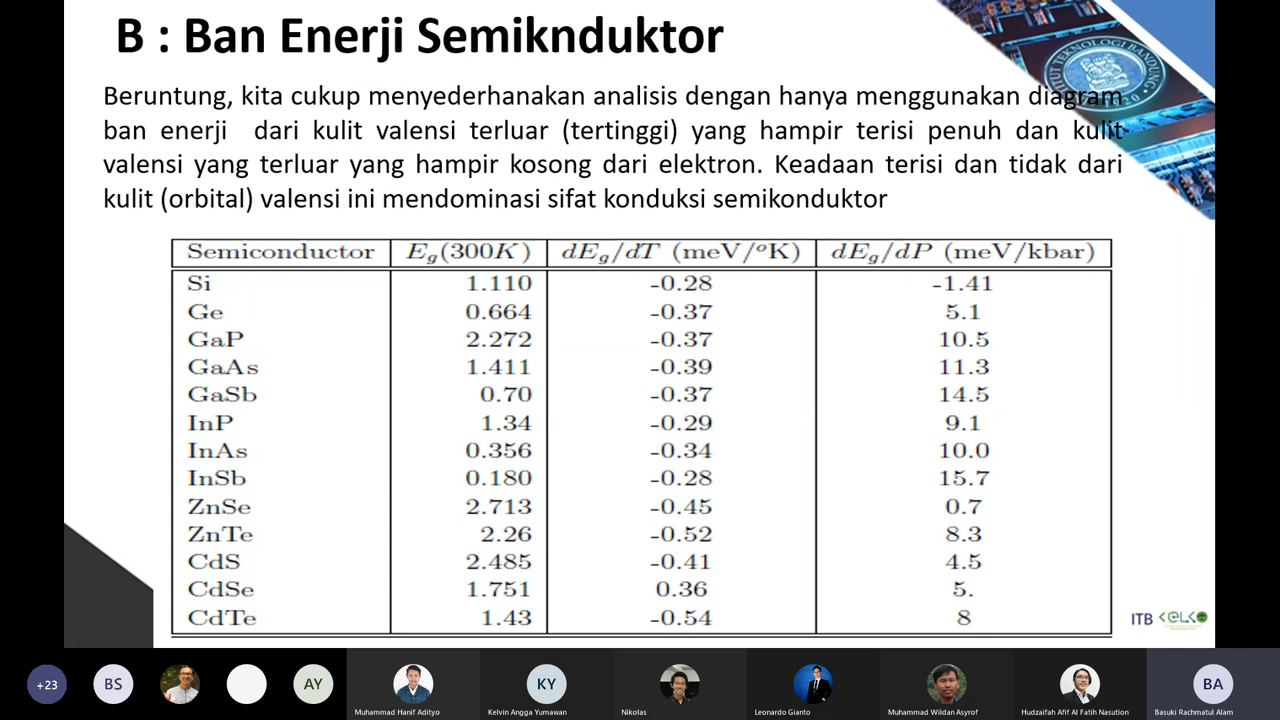 B : Ban Enerji Semiknduktor
Beruntung, kita cukup menyederhanakan analisis dengan hanya menggunakan diagram
ban enerji dari kulit valensi terluar (tertinggi) yang hampir terisi penuh dan kulit
valensi yang terluar yang hampir kosong dari elektron. Keadaan terisi dan tidak dari
kulit (orbital) valensi ini mendominasi sifat konduksi semikonduktor
Semiconductor Eg(300K) dEg/dT (meV/°K) dEg/dP (meV/kbar)
Si 1.110 -0.28 -1.41
Ge 0.664 -0.37 5.1
GaP 2.272 -0.37 10.5
GaAs 1.411 -0.39 11.3
GaSb 0.70 -0.37 14.5
InP 1.34 -0.29 9.1
InAs 0.356 -0.34 10.0
InSb 0.180 -0.28 15.7
ZnSe 2.713 -0.45 0.7
ZnTe 2.26 -0.52 8.3
CdS 2.485 -0.41 4.5
CdSe 1.751 0.36 5.
CdTe 1.43 -0.54 8
ITB
+23 BS AY KY BA
Muhammad Hanif Adityo Kelvin Angga Yumawan Nikolas Leonardo Gianto Muhammad Wildan Asyrof Hudzaifah Afif Al Fatih Nasution Basuki Rachmatul Alam